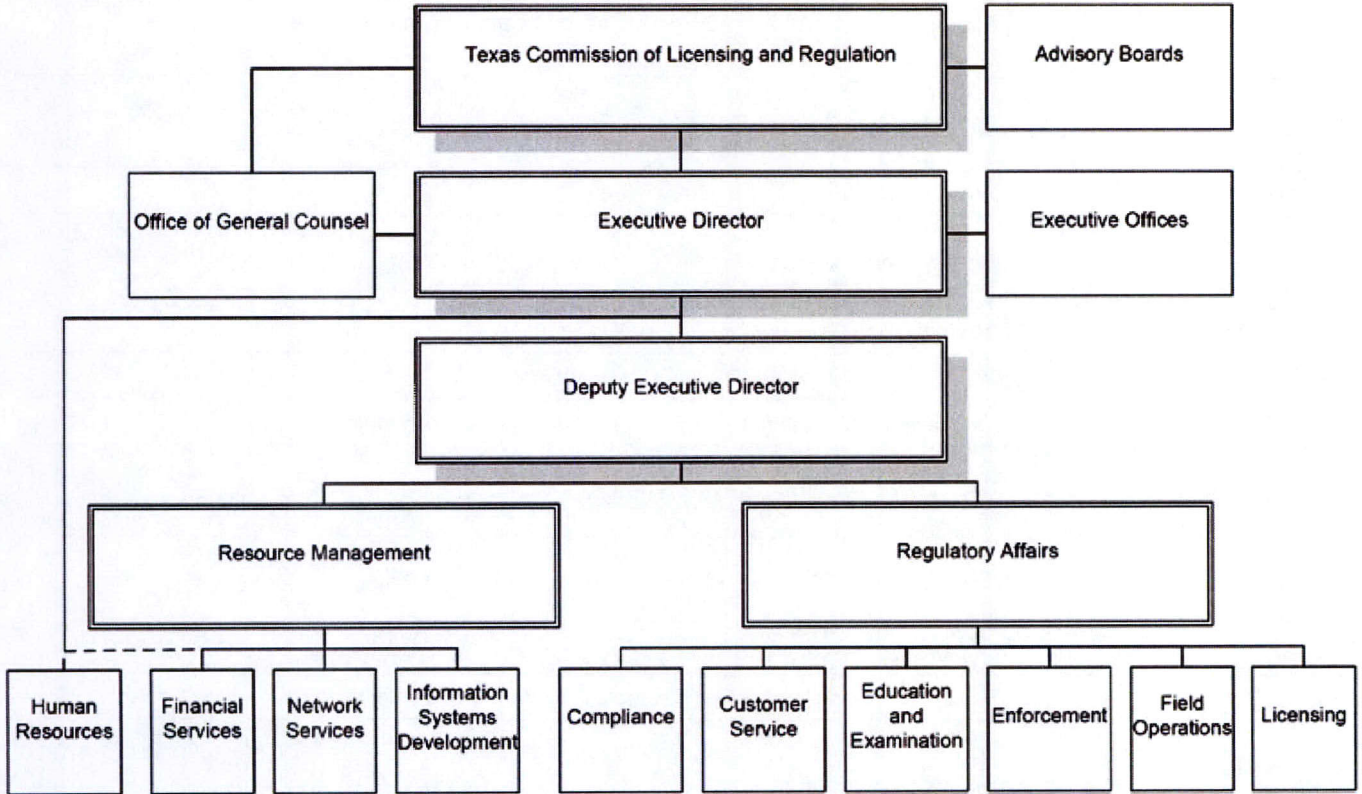 Texas Commission of Licensing and Regulation
Advisory Boards
Office of General Counsel
Executive Director
Executive Offices
Deputy Executive Director
Resource Management
Regulatory Affairs
Human
Resources
Financial
Services
Network
Services
Information
Systems
Development
Compliance
Customer
Service
Education
and
Examination
Enforcement
Field
Operations
Licensing